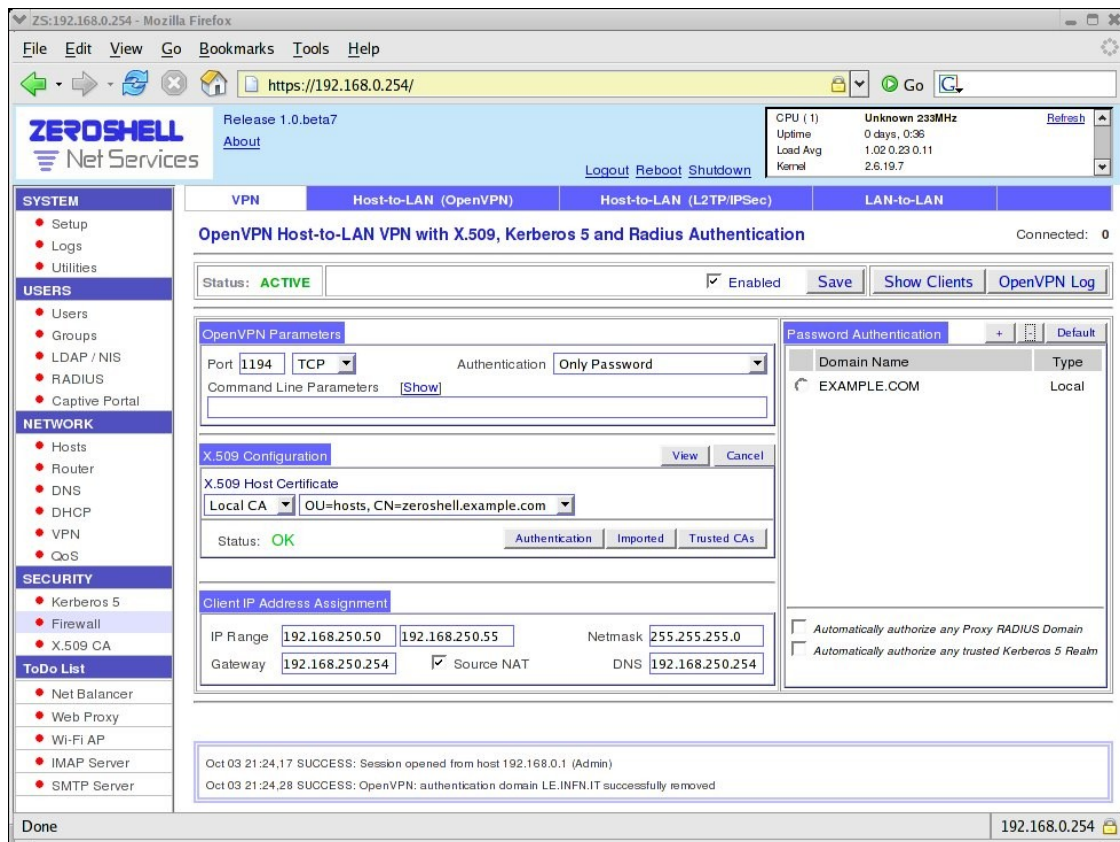 ZS:192.168.0.254 - Mozilla Firefox
File Edit View Go Bookmarks Tools Help
https://192.168.0.254/ Go G
ZEROSHELL
Net Services
Release 1.0.beta7
About
Logout Reboot Shutdown
CPU (1) Unknown 233MHz Refresh
Uptime 0 days, 0:36
Load Avg 1.02 0.23 0.11
Kernel 2.6.19.7
SYSTEM
Setup
Logs
Utilities
USERS
Users
Groups
LDAP / NIS
RADIUS
Captive Portal
NETWORK
Hosts
Router
DNS
DHCP
VPN
QoS
SECURITY
Kerberos 5
Firewall
X.509 CA
ToDo List
Net Balancer
Web Proxy
Wi-Fi AP
IMAP Server
SMTP Server
VPN Host-to-LAN (OpenVPN) Host-to-LAN (L2TP/IPSec) LAN-to-LAN
OpenVPN Host-to-LAN VPN with X.509, Kerberos 5 and Radius Authentication Connected: 0
Status: ACTIVE Enabled Save Show Clients OpenVPN Log
OpenVPN Parameters
Port 1194 TCP Authentication Only Password
Command Line Parameters [Show]
X.509 Configuration View Cancel
X.509 Host Certificate
Local CA OU=hosts, CN=zeroshell.example.com
Status: OK Authentication Imported Trusted CAs
Client IP Address Assignment
IP Range 192.168.250.50 192.168.250.55 Netmask 255.255.255.0
Gateway 192.168.250.254 Source NAT DNS 192.168.250.254
Password Authentication + - Default
Domain Name Type
EXAMPLE.COM Local
Automatically authorize any Proxy RADIUS Domain
Automatically authorize any trusted Kerberos 5 Realm
Oct 03 21:24,17 SUCCESS: Session opened from host 192.168.0.1 (Admin)
Oct 03 21:24,28 SUCCESS: OpenVPN: authentication domain LE.INFN.IT successfully removed
Done 192.168.0.254